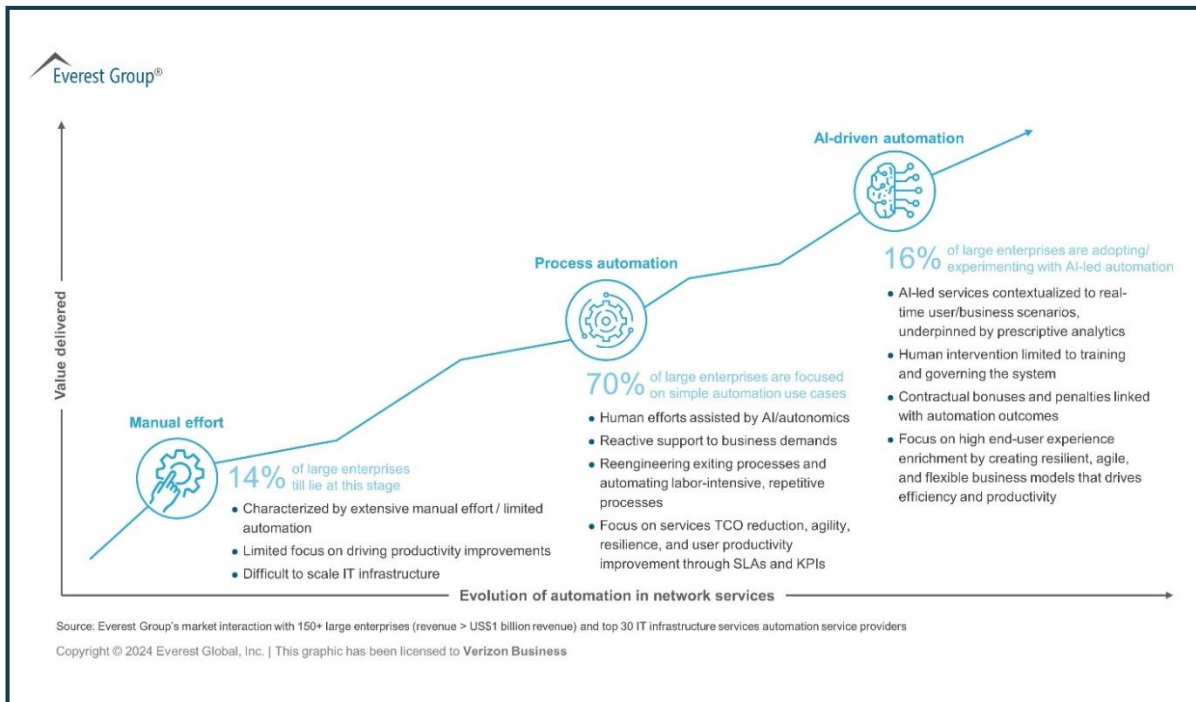 Everest Group®
AI-driven automation
16% of large enterprises are adopting/
experimenting with AI-led automation
• AI-led services contextualized to real-
time user/business scenarios,
underpinned by prescriptive analytics
• Human intervention limited to training
and governing the system
• Contractual bonuses and penalties linked
with automation outcomes
• Focus on high end-user experience
enrichment by creating resilient, agile,
and flexible business models that drives
efficiency and productivity
Process automation
70% of large enterprises are focused
on simple automation use cases
• Human efforts assisted by AI/autonomics
• Reactive support to business demands
• Reengineering exiting processes and
automating labor-intensive, repetitive
processes
• Focus on services TCO reduction, agility,
resilience, and user productivity
improvement through SLAs and KPIs
Manual effort
14% of large enterprises
till lie at this stage
• Characterized by extensive manual effort / limited
automation
• Limited focus on driving productivity improvements
• Difficult to scale IT infrastructure
Value delivered
Evolution of automation in network services
Source: Everest Group's market interaction with 150+ large enterprises (revenue > US$1 billion revenue) and top 30 IT infrastructure services automation service providers
Copyright © 2024 Everest Global, Inc. | This graphic has been licensed to Verizon Business